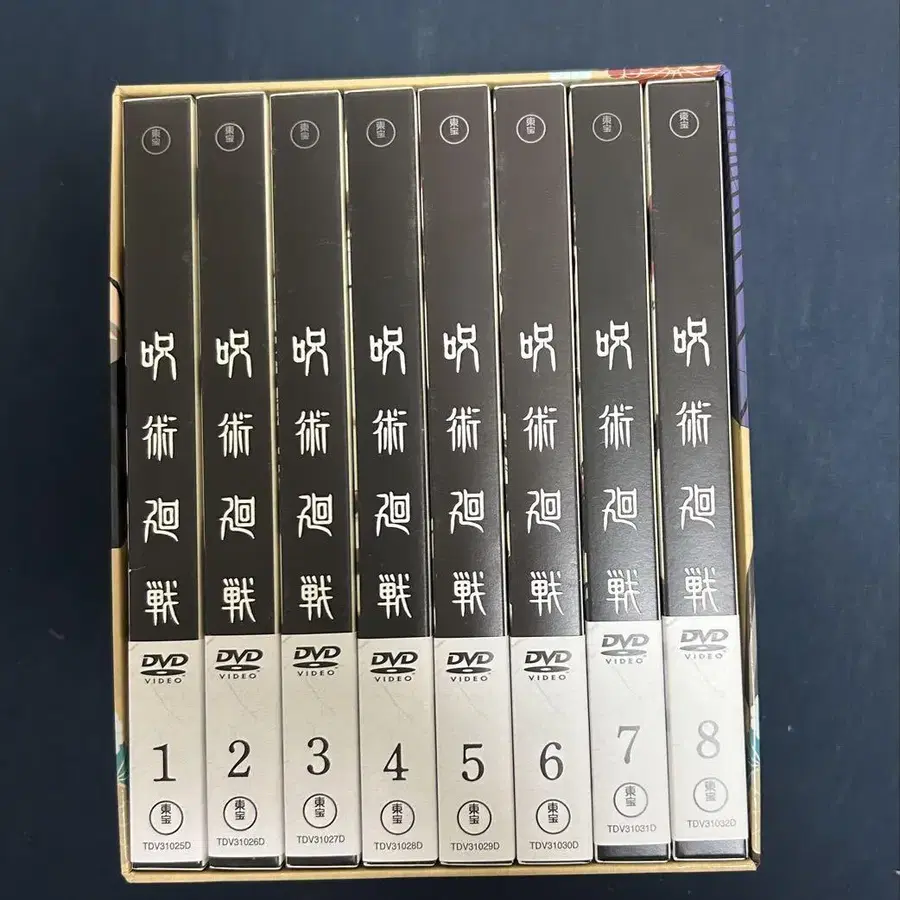 東宝
呪術廻戦
DVD
VIDEO
1
東宝
TDV31025D
東宝
呪術廻戦
DVD
VIDEO
2
東宝
TDV31026D
東宝
呪術廻戦
DVD
VIDEO
3
東宝
TDV31027D
東宝
呪術廻戦
DVD
VIDEO
4
東宝
TDV31028D
東宝
呪術廻戦
DVD
VIDEO
5
東宝
TDV31029D
東宝
呪術廻戦
DVD
VIDEO
6
東宝
TDV31030D
東宝
呪術廻戦
DVD
VIDEO
7
東宝
TDV31031D
東宝
呪術廻戦
DVD
VIDEO
8
東宝
TDV31032D